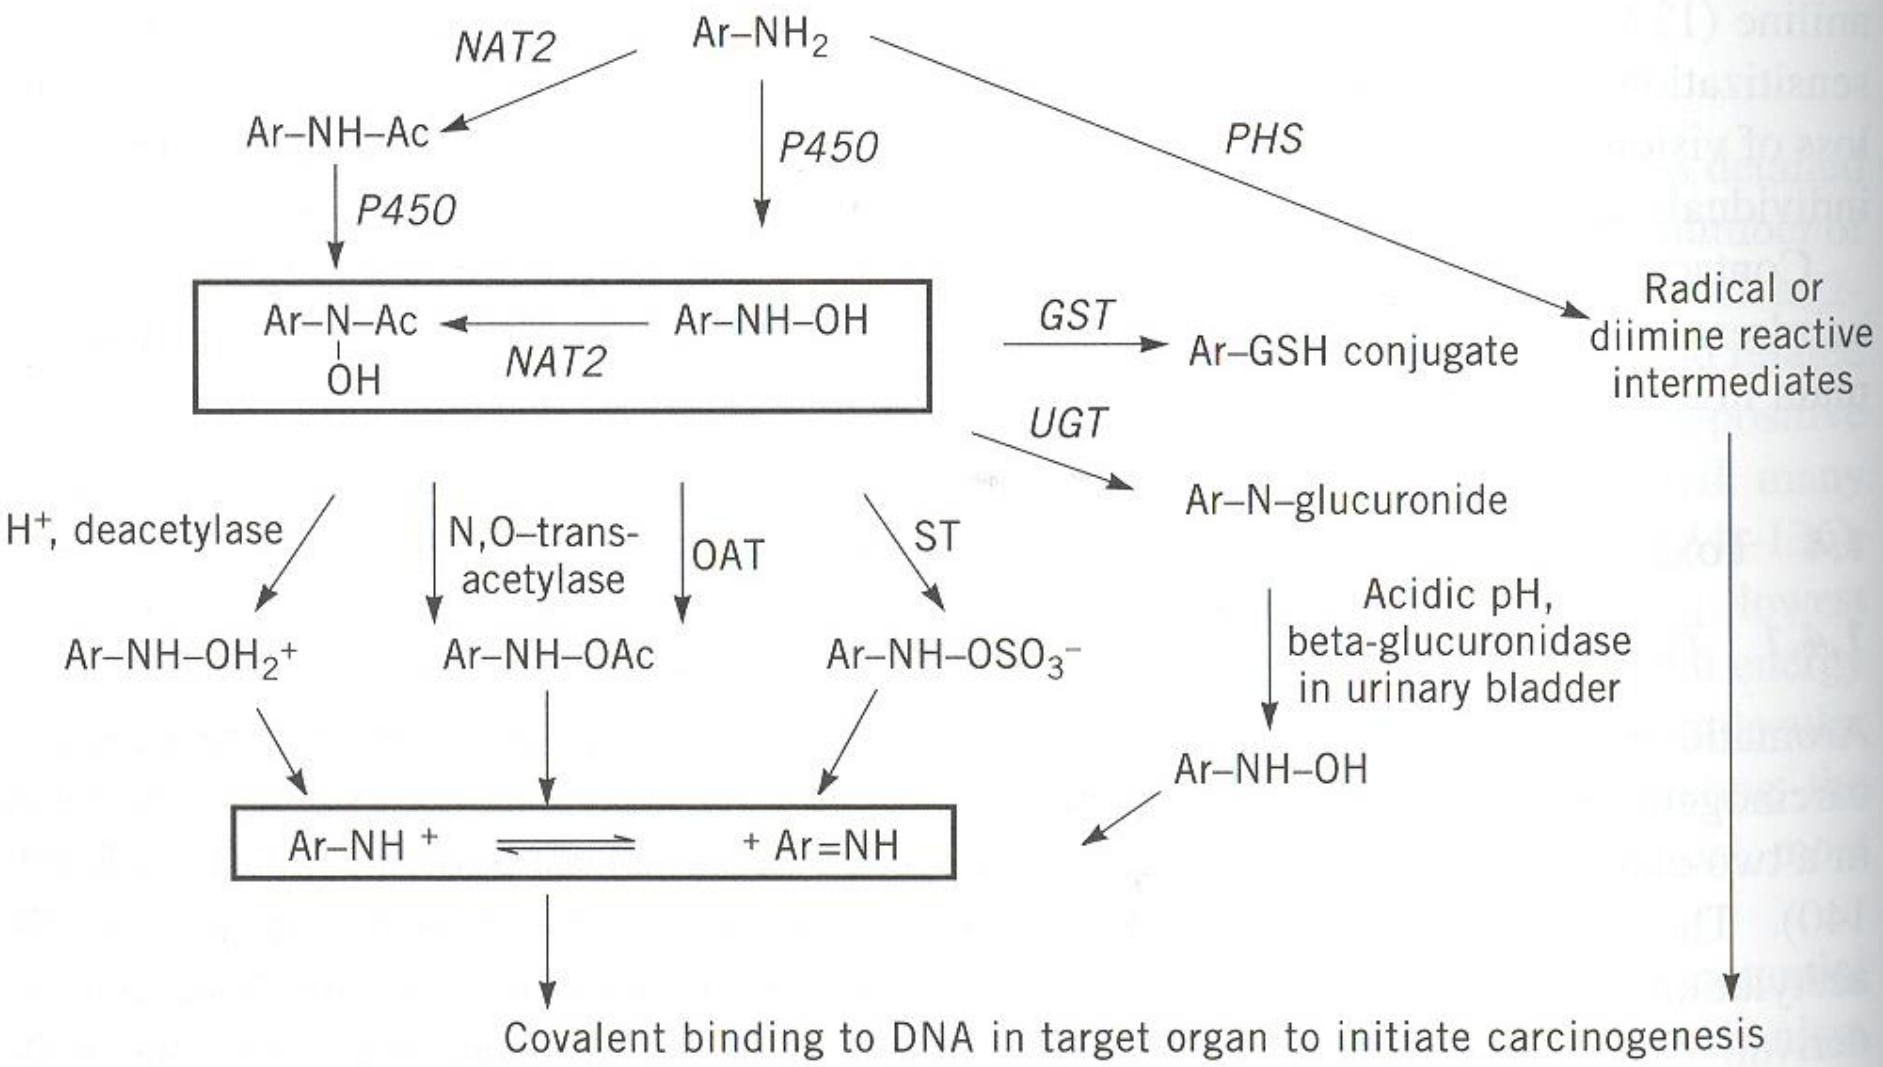 NAT2
Ar–NH₂
Ar–NH–Ac
P450
PHS
P450
Ar–N–Ac
OH
NAT2
Ar–NH–OH
GST
Ar–GSH conjugate
Radical or
diimine reactive
intermediates
UGT
Ar–N–glucuronide
H⁺, deacetylase
N,O–trans-
acetylase
OAT
ST
Acidic pH,
beta-glucuronidase
in urinary bladder
Ar–NH–OH₂⁺
Ar–NH–OAc
Ar–NH–OSO₃⁻
Ar–NH–OH
Ar–NH ⁺
⁺ Ar=NH
Covalent binding to DNA in target organ to initiate carcinogenesis